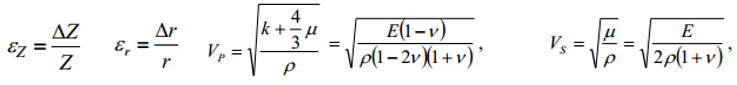 ε_Z = ΔZ/Z    ε_r = Δr/r    V_P = √((k + 4/3 μ)/ρ) = √(E(1−ν)/(ρ(1−2ν)(1+ν))) ,    V_S = √(μ/ρ) = √(E/(2ρ(1+ν))) ,